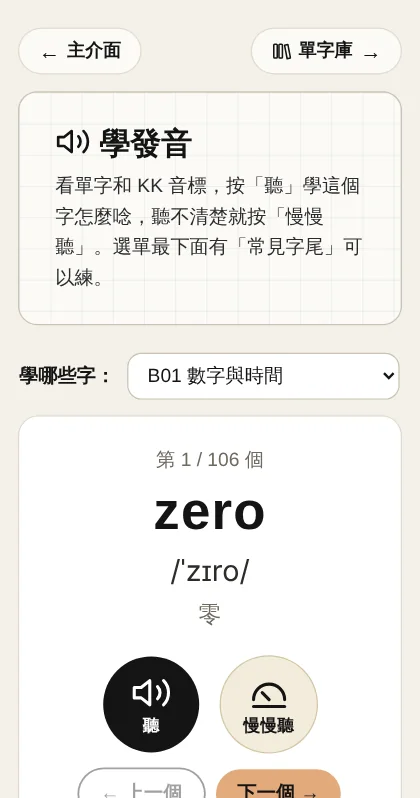 ← 主介面
單字庫 →
學發音
看單字和 KK 音標，按「聽」學這個
字怎麼唸，聽不清楚就按「慢慢
聽」。選單最下面有「常見字尾」可
以練。
學哪些字：
B01 數字與時間
第 1 / 106 個
zero
/ˈzɪro/
零
聽
慢慢聽
← 上一個
下一個 →